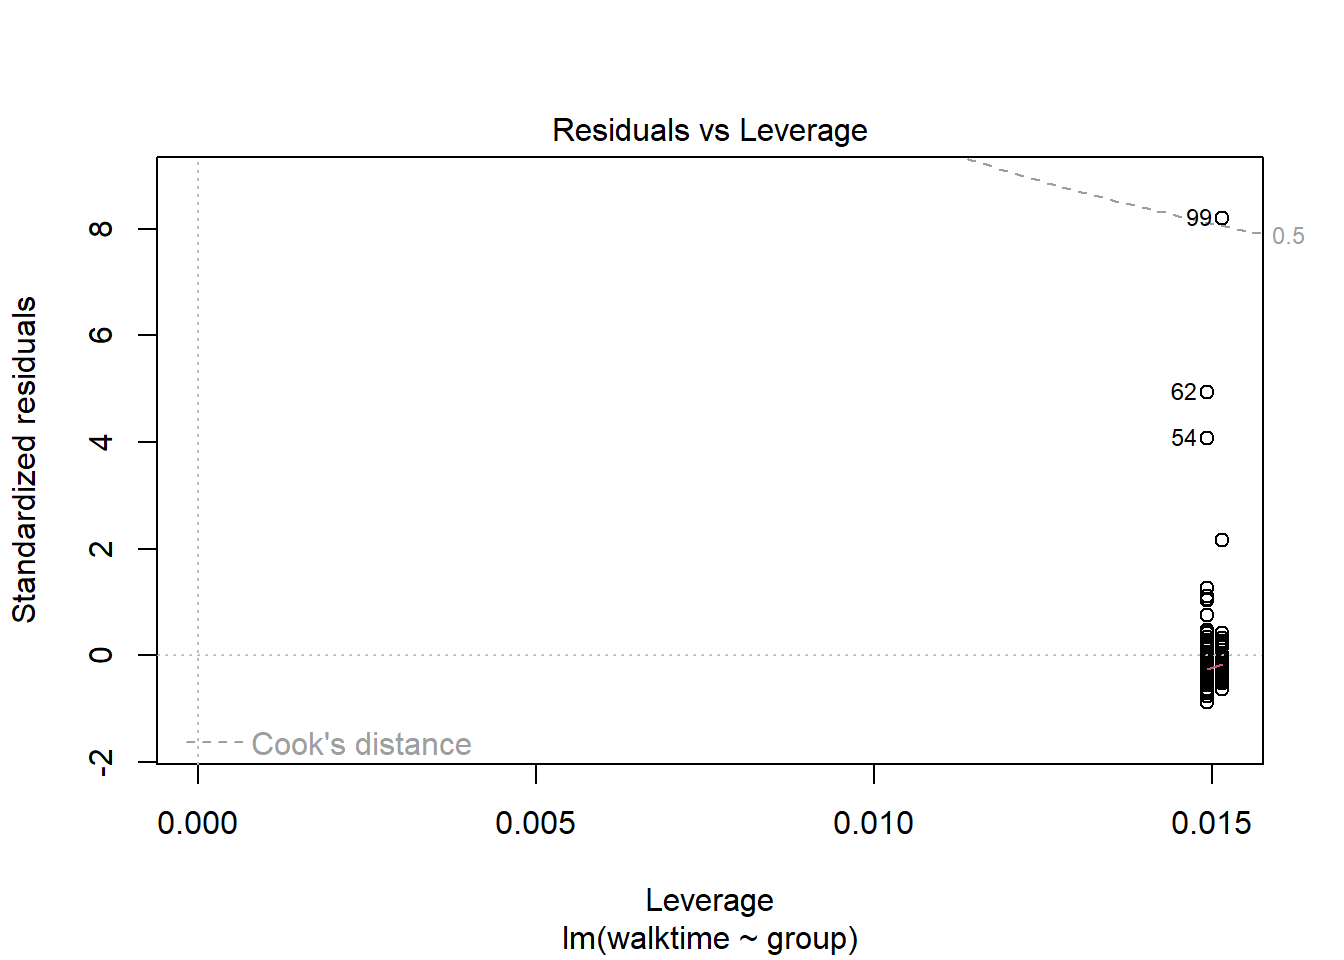 Residuals vs Leverage
Standardized residuals
8
6
4
2
0
-2
99
62
54
0.5
Cook's distance
0.000
0.005
0.010
0.015
Leverage
lm(walktime ~ group)